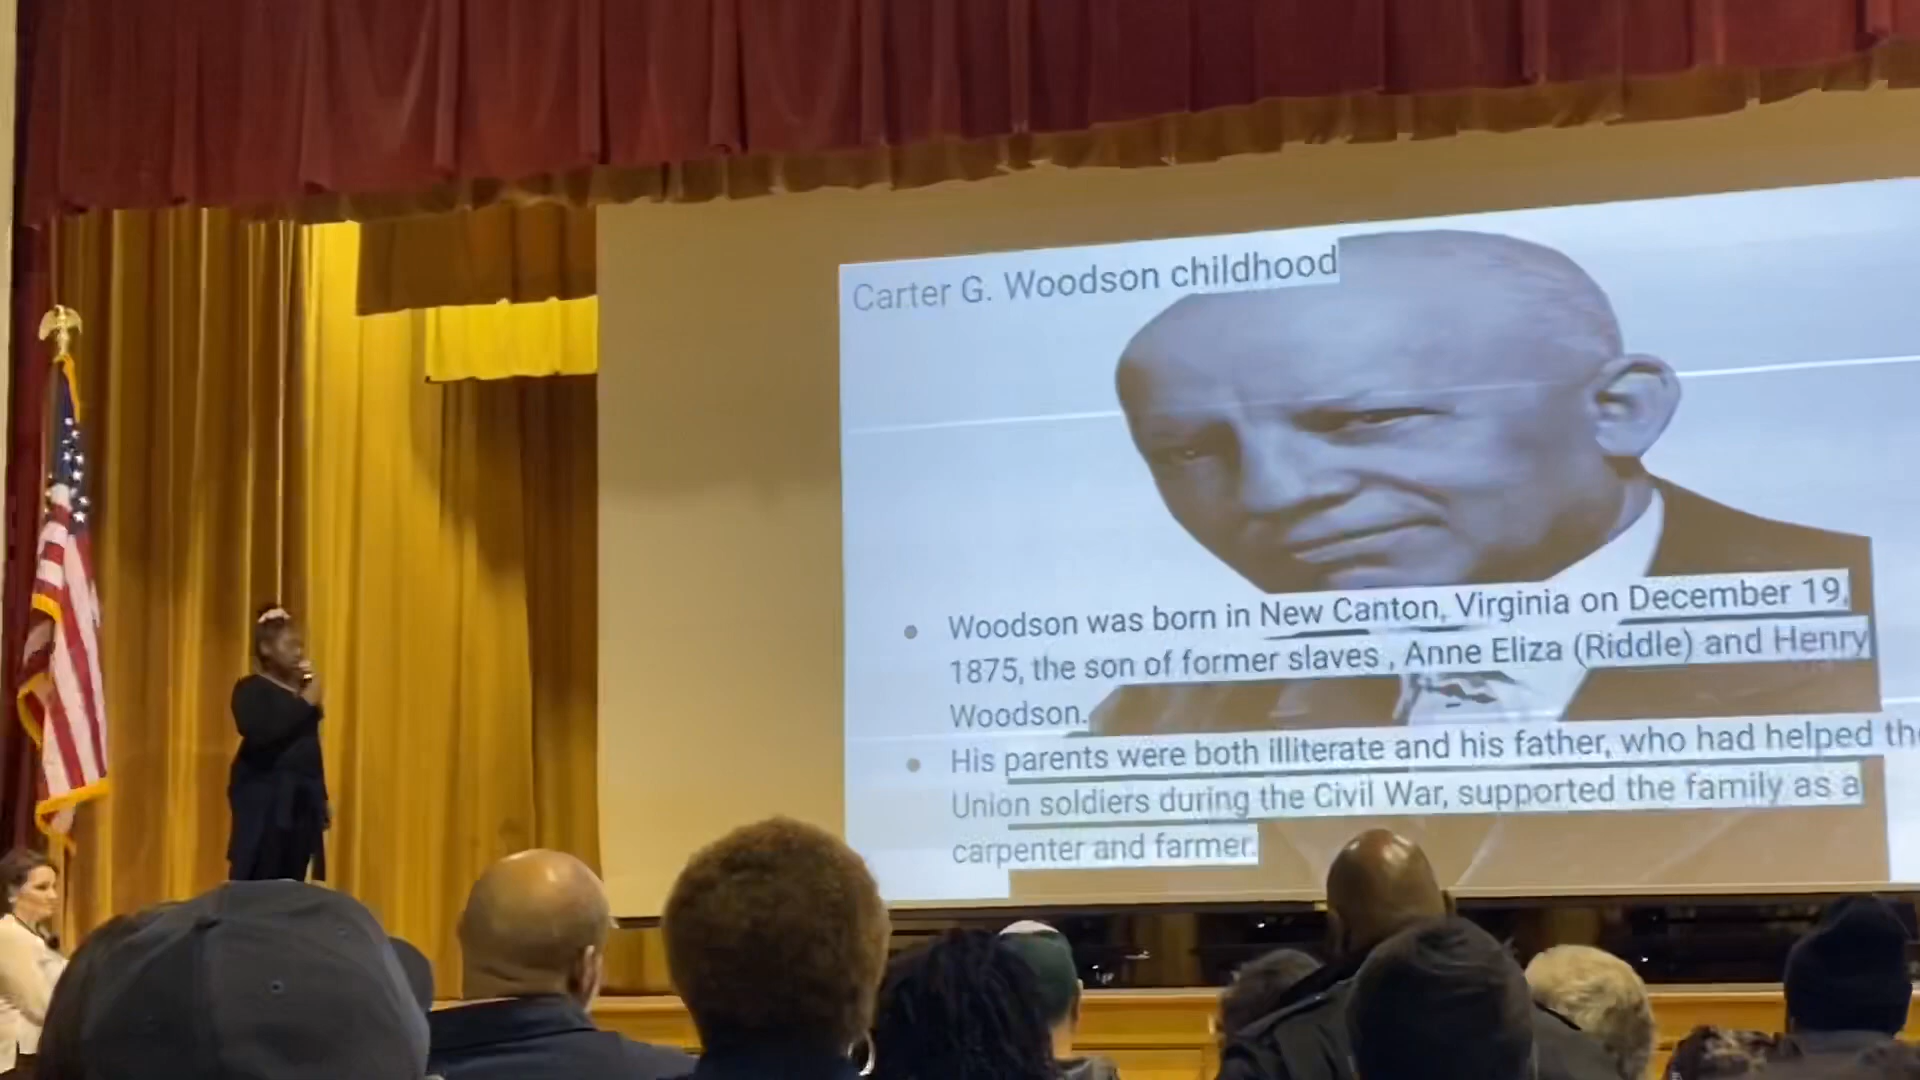 Carter G. Woodson childhood
Woodson was born in New Canton, Virginia on December 19,
1875, the son of former slaves , Anne Eliza (Riddle) and Henry
Woodson.
His parents were both illiterate and his father, who had helped the
Union soldiers during the Civil War, supported the family as a
carpenter and farmer.